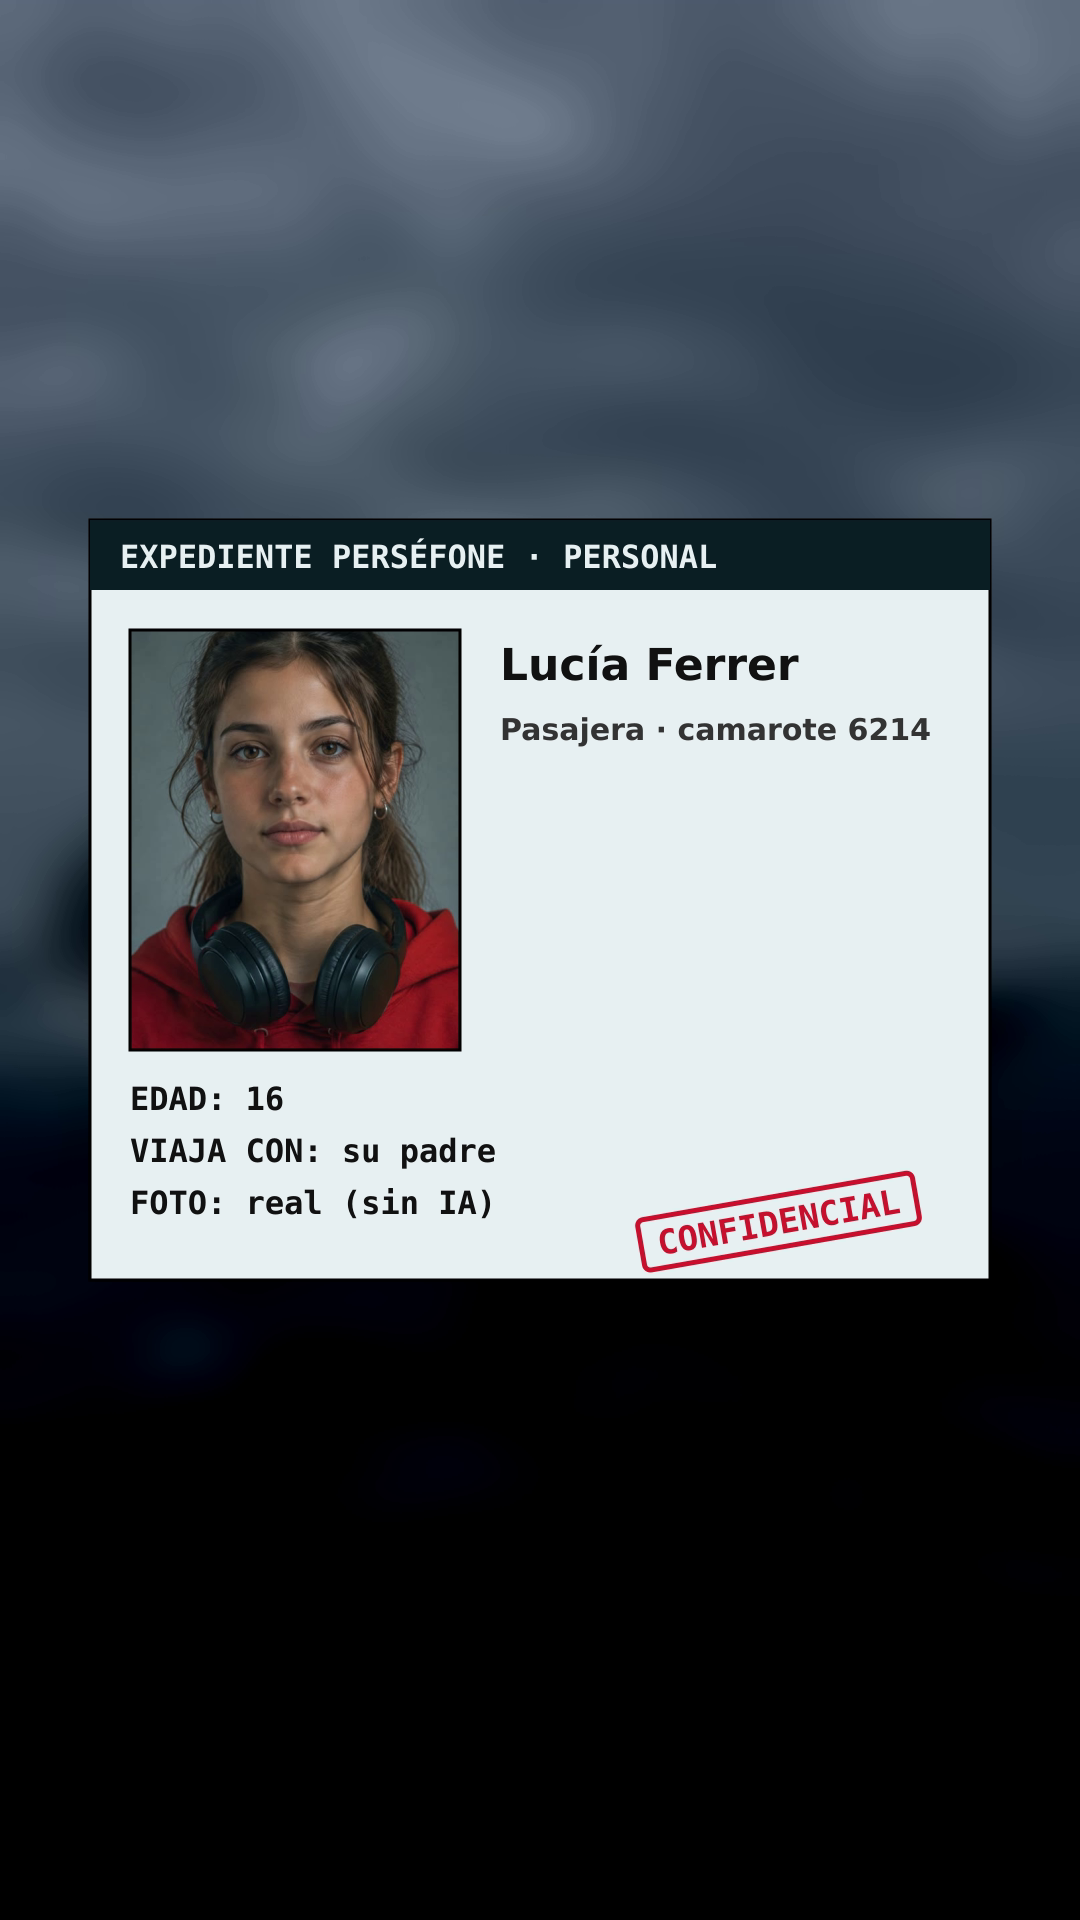 EXPEDIENTE PERSÉFONE · PERSONAL
Lucía Ferrer
Pasajera · camarote 6214
EDAD: 16
VIAJA CON: su padre
FOTO: real (sin IA)
CONFIDENCIAL